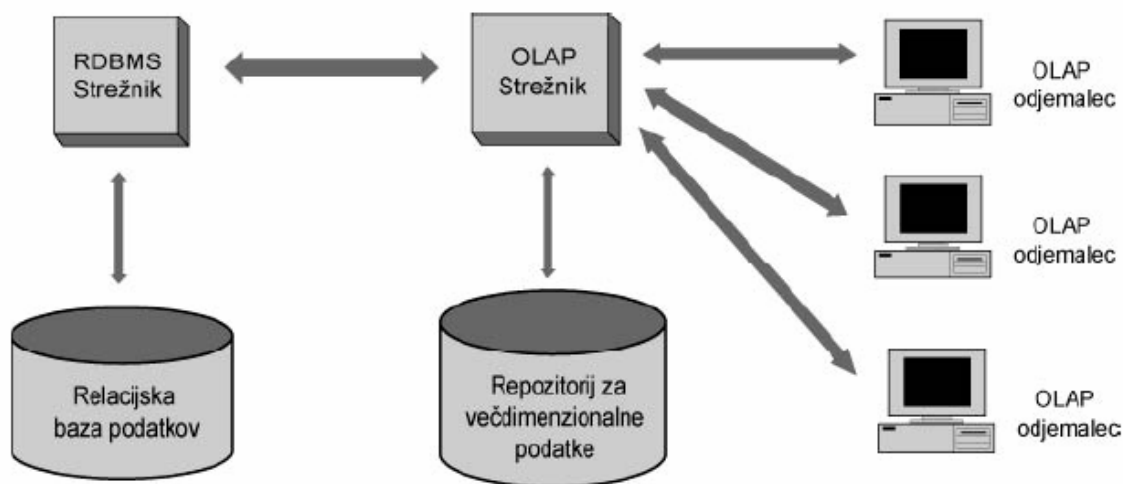 RDBMS
Strežnik
OLAP
Strežnik
OLAP
odjemalec
OLAP
odjemalec
OLAP
odjemalec
Relacijska
baza podatkov
Repozitorij za
večdimenzionalne
podatke